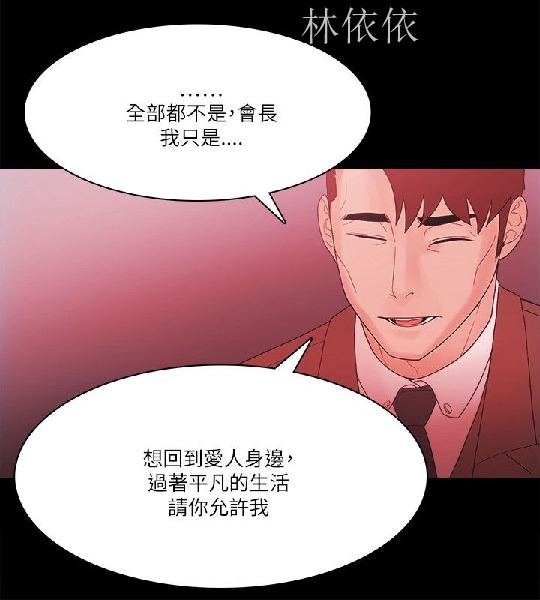 林依依
......
全部都不是，會長
我只是....
想回到愛人身邊，
過著平凡的生活
請你允許我